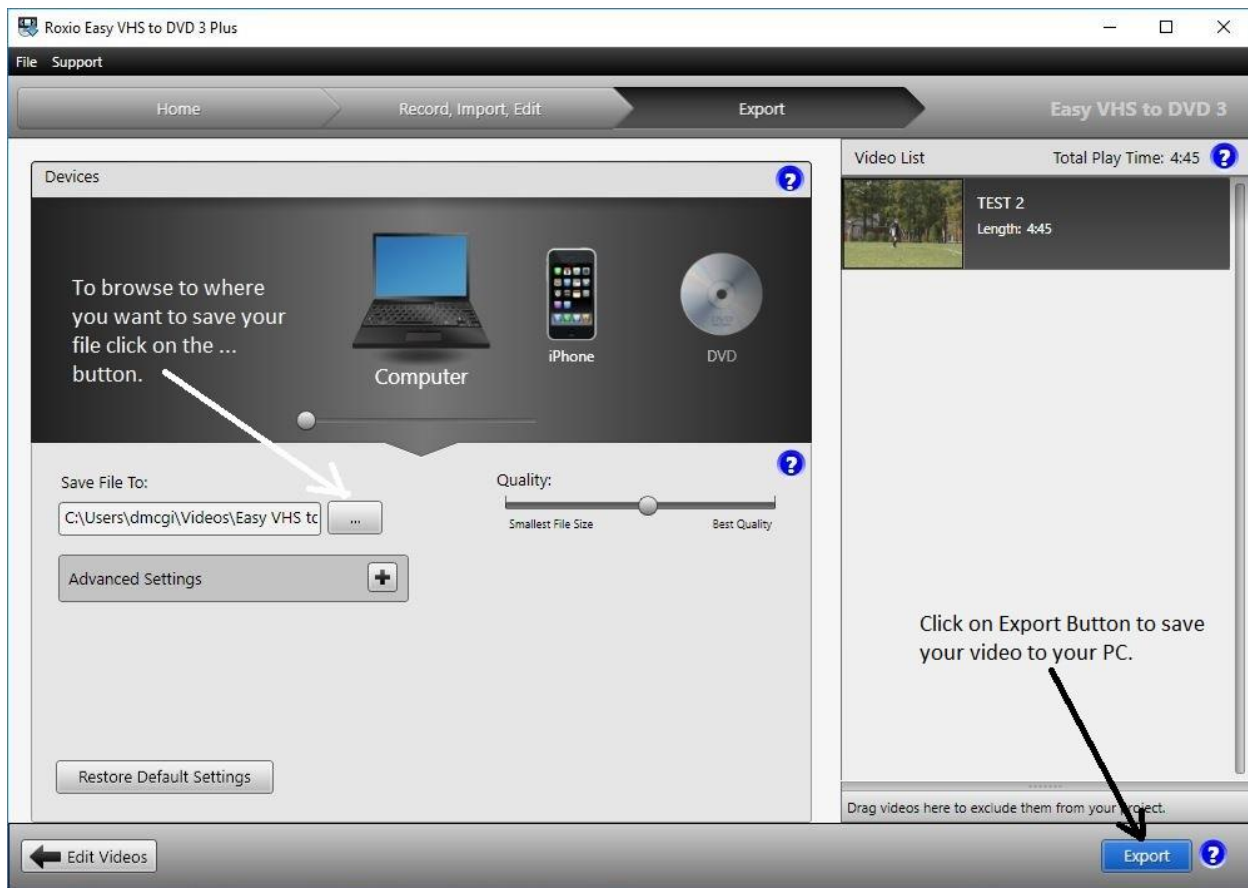 Roxio Easy VHS to DVD 3 Plus
File Support
Home Record, Import, Edit Export Easy VHS to DVD 3
Devices
To browse to where
you want to save your
file click on the ...
button.
Computer
iPhone
DVD
Save File To:
C:\Users\dmcgi\Videos\Easy VHS to
...
Advanced Settings
Quality:
Smallest File Size Best Quality
Restore Default Settings
Video List Total Play Time: 4:45
TEST 2
Length: 4:45
Click on Export Button to save
your video to your PC.
Drag videos here to exclude them from your project.
Edit Videos
Export